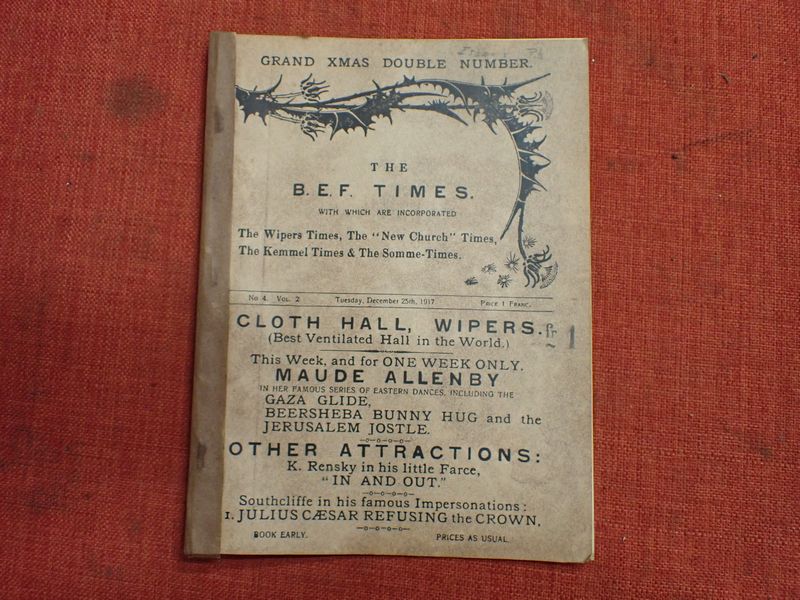 GRAND XMAS DOUBLE NUMBER.
THE
B.E.F. TIMES.
WITH WHICH ARE INCORPORATED
The Wipers Times, The "New Church" Times,
The Kemmel Times & The Somme-Times.
No 4. Vol. 2 Tuesday, December 25th, 1917 Price 1 Franc.
CLOTH HALL, WIPERS.
(Best Ventilated Hall in the World.)
This Week, and for ONE WEEK ONLY,
MAUDE ALLENBY
IN HER FAMOUS SERIES OF EASTERN DANCES, INCLUDING THE
GAZA GLIDE,
BEERSHEBA BUNNY HUG and the
JERUSALEM JOSTLE.
OTHER ATTRACTIONS:
K. Rensky in his little Farce,
"IN AND OUT."
Southcliffe in his famous Impersonations:
1. JULIUS CÆSAR REFUSING the CROWN,
BOOK EARLY. PRICES AS USUAL